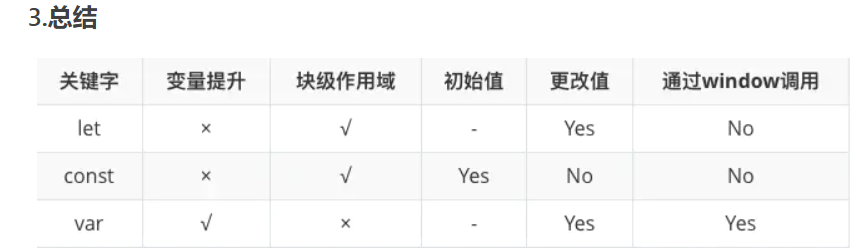 3.总结
关键字 变量提升 块级作用域 初始值 更改值 通过window调用
let × √ - Yes No
const × √ Yes No No
var √ × - Yes Yes